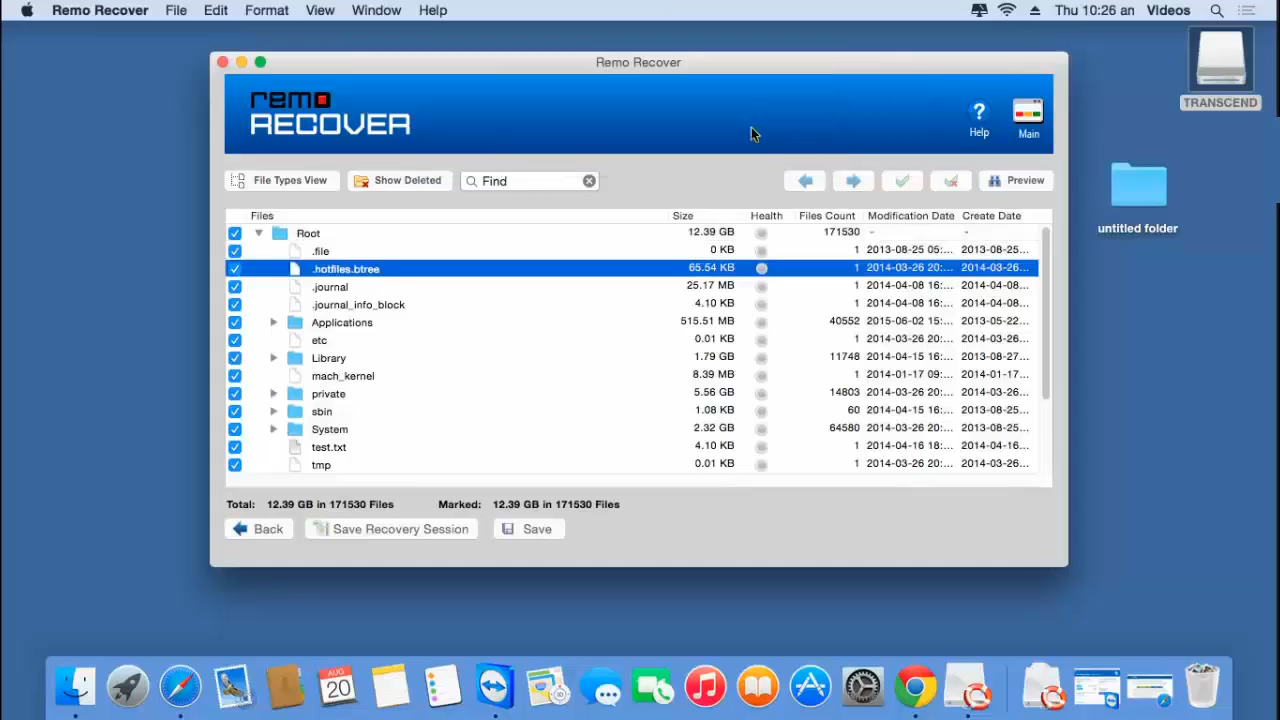 Remo Recover File Edit Format View Window Help Thu 10:26 an Videos
Remo Recover
remo
RECOVER
Help Main
TRANSCEND
File Types View Show Deleted Find Preview
untitled folder
Files Size Health Files Count Modification Date Create Date
Root 12.39 GB 171530 - -
.file 0 KB 1 2013-08-25 05:... 2013-08-25...
.hotfiles.btree 65.54 KB 1 2014-03-26 20:... 2014-03-26...
.journal 25.17 MB 1 2014-04-08 16:... 2014-04-08...
.journal_info_block 4.10 KB 1 2014-04-08 16:... 2014-04-08...
Applications 515.51 MB 40552 2015-06-02 15:... 2013-05-22...
etc 0.01 KB 1 2014-03-26 20:... 2014-03-26...
Library 1.79 GB 11748 2014-04-15 16:... 2013-08-27...
mach_kernel 8.39 MB 1 2014-01-17 09:... 2014-01-17...
private 5.56 GB 14803 2014-03-26 20:... 2014-03-26...
sbin 1.08 KB 60 2014-04-15 16:... 2013-08-25...
System 2.32 GB 64580 2014-03-26 20:... 2013-08-25...
test.txt 4.10 KB 1 2014-04-16 18:... 2014-04-16...
tmp 0.01 KB 1 2014-03-26 20:... 2014-03-26...
Total: 12.39 GB in 171530 Files Marked: 12.39 GB in 171530 Files
Back Save Recovery Session Save
AUG
20